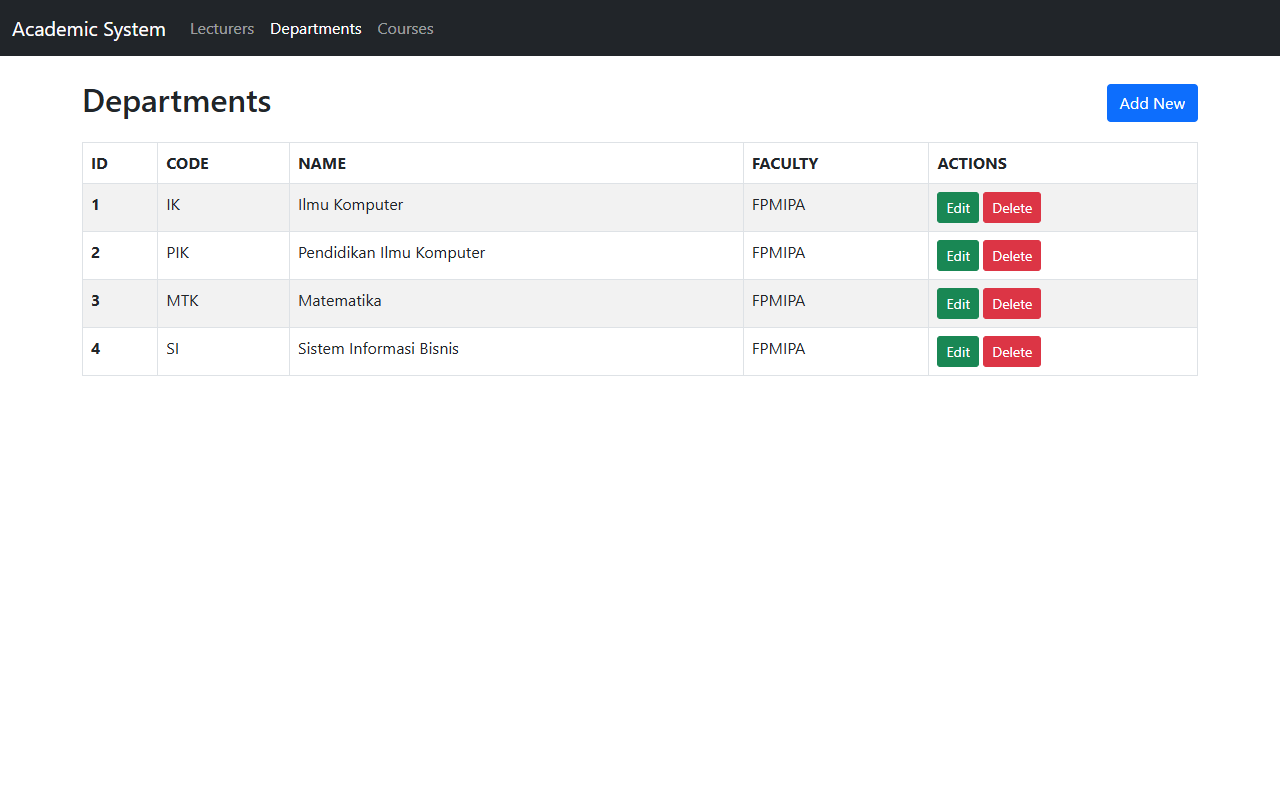 Academic System Lecturers Departments Courses
Departments Add New
ID CODE NAME FACULTY ACTIONS
1 IK Ilmu Komputer FPMIPA Edit Delete
2 PIK Pendidikan Ilmu Komputer FPMIPA Edit Delete
3 MTK Matematika FPMIPA Edit Delete
4 SI Sistem Informasi Bisnis FPMIPA Edit Delete